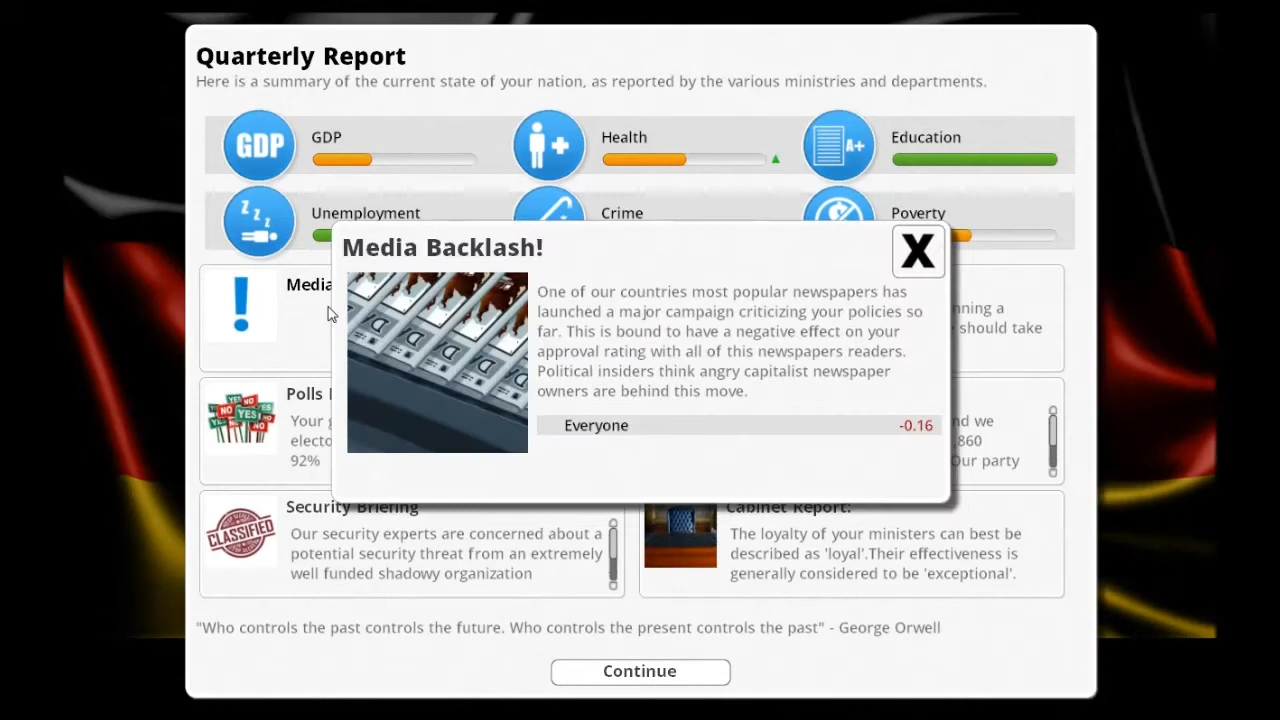 Quarterly Report
Here is a summary of the current state of your nation, as reported by the various ministries and departments.
GDP
GDP
Health
A+
Education
Z Z Z
Unemployment
Crime
Poverty
Media Backlash!
X
One of our countries most popular newspapers has
launched a major campaign criticizing your policies so
far. This is bound to have a negative effect on your
approval rating with all of this newspapers readers.
Political insiders think angry capitalist newspaper
owners are behind this move.
Everyone -0.16
!
Media
nning a
should take
YES NO
Polls
Your
electo
92%
nd we
,860
Our party
CLASSIFIED
Security Briefing
Our security experts are concerned about a
potential security threat from an extremely
well funded shadowy organization
Cabinet Report:
The loyalty of your ministers can best be
described as 'loyal'.Their effectiveness is
generally considered to be 'exceptional'.
"Who controls the past controls the future. Who controls the present controls the past" - George Orwell
Continue